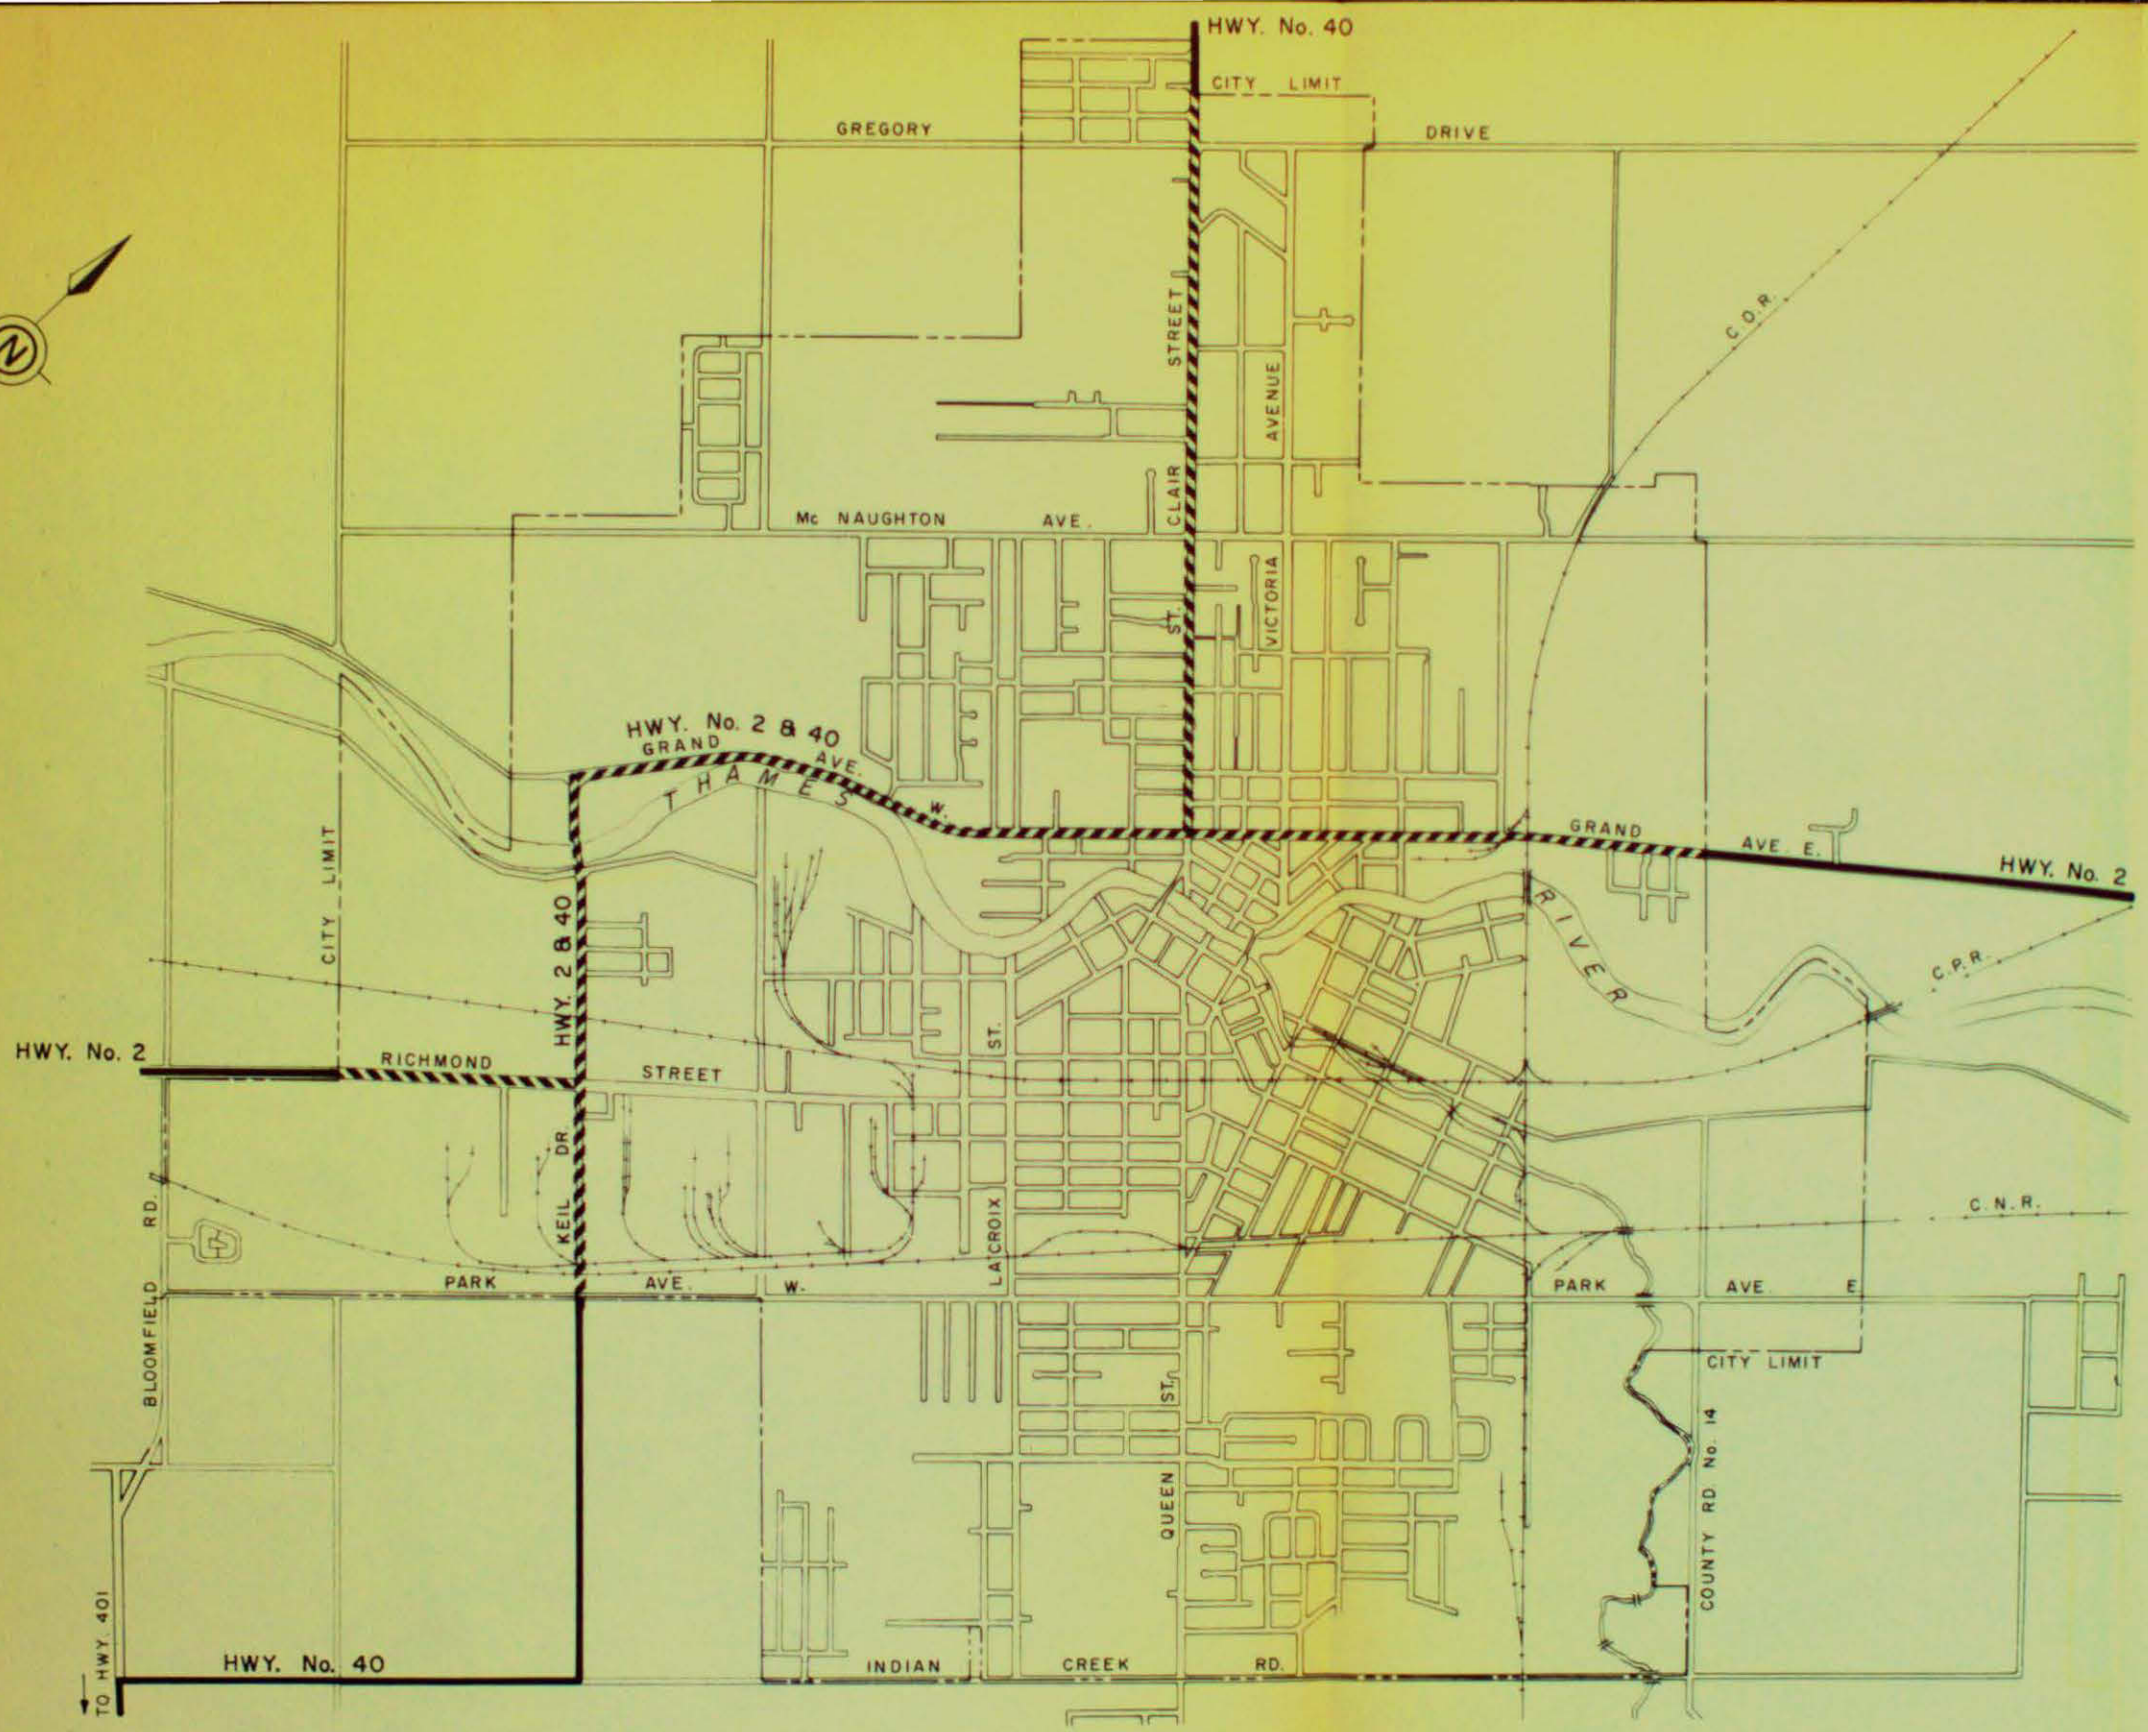 HWY. No. 40
CITY LIMIT
GREGORY DRIVE
N
C.O.R.
ST. CLAIR STREET
VICTORIA AVENUE
Mc NAUGHTON AVE.
HWY. No. 2 & 40
GRAND AVE. W.
THAMES
RIVER
GRAND AVE. E.
HWY. No. 2
CITY LIMIT
HWY. 2 & 40
C.P.R.
HWY. No. 2
RICHMOND STREET
KEIL DR.
LACROIX ST.
C.N.R.
BLOOMFIELD RD.
PARK AVE. W.
PARK AVE E
CITY LIMIT
QUEEN ST.
COUNTY RD. No. 14
TO HWY. 401
HWY. No. 40
INDIAN CREEK RD.